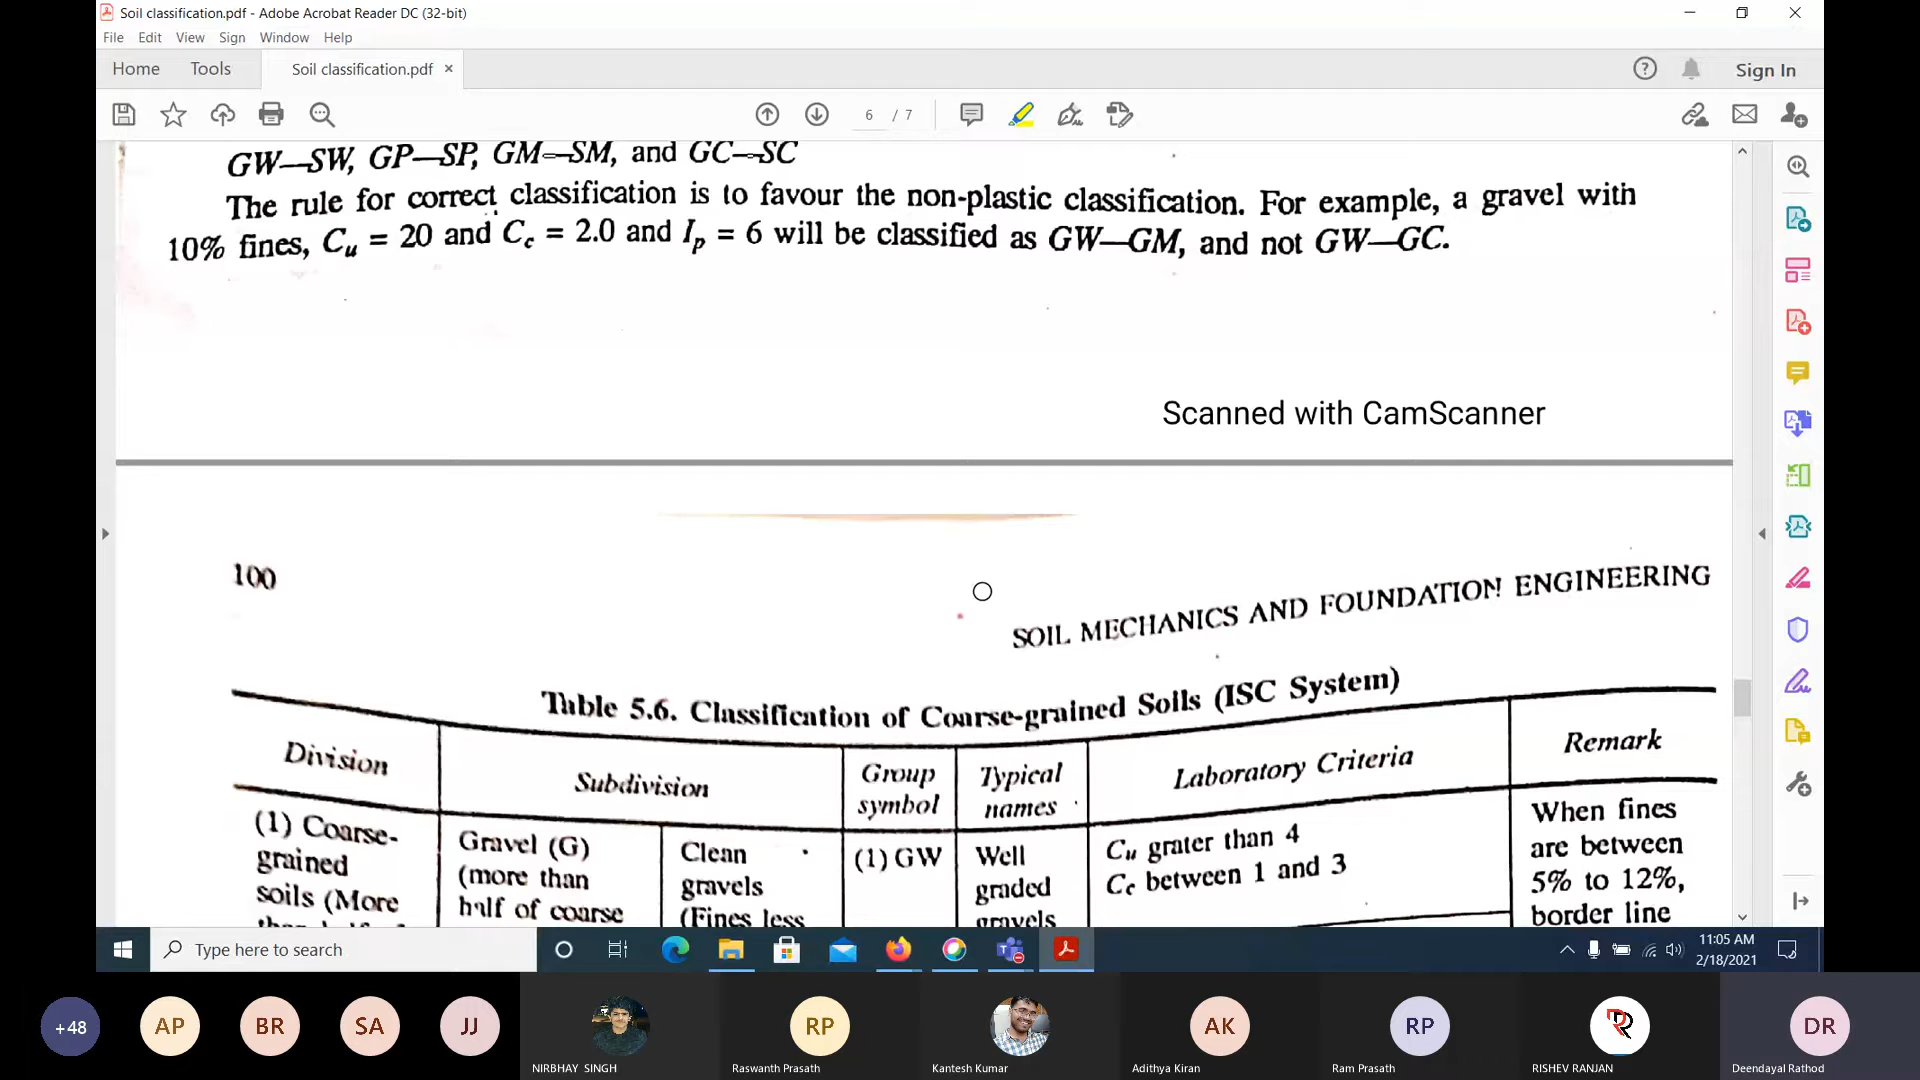 Soil classification.pdf - Adobe Acrobat Reader DC (32-bit)
File Edit View Sign Window Help
Home Tools Soil classification.pdf × Sign In
6 / 7
GW—SW, GP—SP, GM—SM, and GC—SC
The rule for correct classification is to favour the non-plastic classification. For example, a gravel with
10% fines, Cu = 20 and Cc = 2.0 and Ip = 6 will be classified as GW—GM, and not GW—GC.
Scanned with CamScanner
100
SOIL MECHANICS AND FOUNDATION ENGINEERING
Table 5.6. Classification of Coarse-grained Soils (ISC System)
Division
Subdivision
Group
symbol
Typical
names
Laboratory Criteria
Remark
(1) Coarse-
grained
soils (More
Gravel (G)
(more than
half of coarse
Clean
gravels
(Fines less
(1) GW
Well
graded
gravels
Cu grater than 4
Cc between 1 and 3
When fines
are between
5% to 12%,
border line
Type here to search
11:05 AM
2/18/2021
+48 AP BR SA JJ RP AK RP R DR
NIRBHAY SINGH Raswanth Prasath Kantesh Kumar Adithya Kiran Ram Prasath RISHEV RANJAN Deendayal Rathod